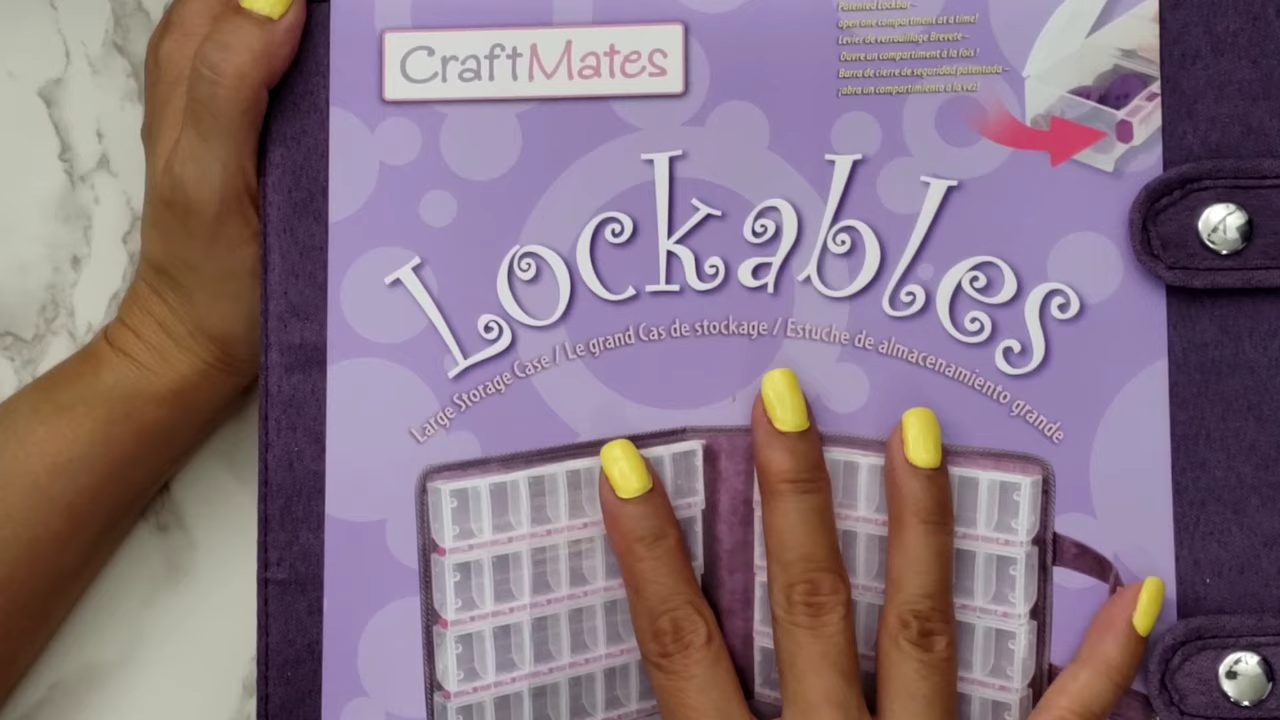 CraftMates
Patented Lockbar –
open one compartment at a time!
Levier de verrouillage Brevete –
Ouvre un compartiment à la fois !
Barra de cierre de seguridad patentada –
¡abra un compartimiento a la vez!
Lockables
Large Storage Case / Le grand Cas de stockage / Estuche de almacenamiento grande